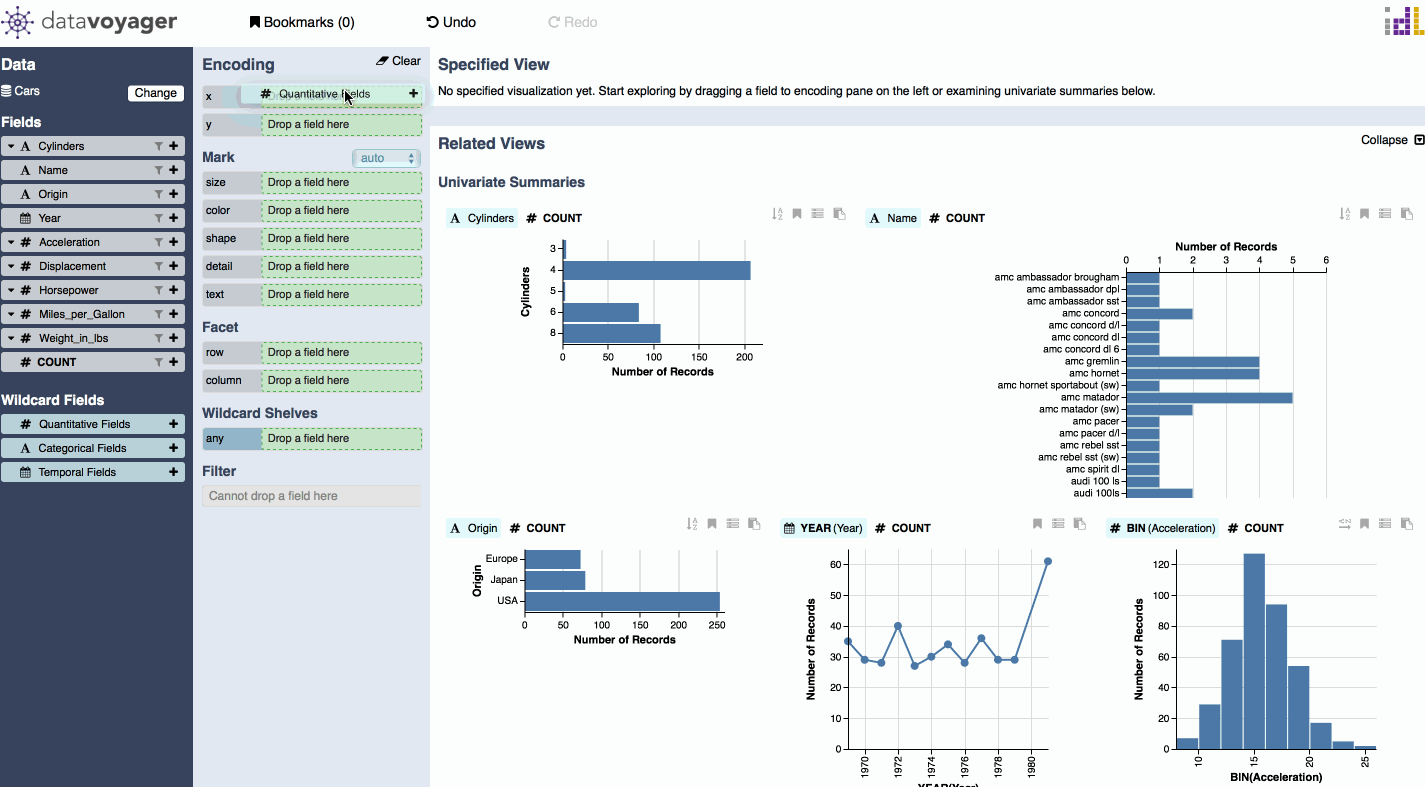 datavoyager
Bookmarks (0)
Undo
Redo
Data
Cars
Change
Fields
A Cylinders
A Name
A Origin
Year
# Acceleration
# Displacement
# Horsepower
# Miles_per_Gallon
# Weight_in_lbs
# COUNT
Wildcard Fields
# Quantitative Fields
A Categorical Fields
Temporal Fields
Encoding
Clear
x
# Quantitative Fields
y Drop a field here
Mark auto
size Drop a field here
color Drop a field here
shape Drop a field here
detail Drop a field here
text Drop a field here
Facet
row Drop a field here
column Drop a field here
Wildcard Shelves
any Drop a field here
Filter
Cannot drop a field here
Specified View
No specified visualization yet. Start exploring by dragging a field to encoding pane on the left or examining univariate summaries below.
Related Views
Collapse
Univariate Summaries
A Cylinders # COUNT
Cylinders
3
4
5
6
8
0 50 100 150 200
Number of Records
A Name # COUNT
Number of Records
0 1 2 3 4 5 6
amc ambassador brougham
amc ambassador dpl
amc ambassador sst
amc concord
amc concord d/l
amc concord dl
amc concord dl 6
amc gremlin
amc hornet
amc hornet sportabout (sw)
amc matador
amc matador (sw)
amc pacer
amc pacer d/l
amc rebel sst
amc rebel sst (sw)
amc spirit dl
audi 100 ls
audi 100ls
A Origin # COUNT
Origin
Europe
Japan
USA
0 50 100 150 200 250
Number of Records
YEAR (Year) # COUNT
Number of Records
60
50
40
30
20
10
0
1970 1972 1974 1976 1978 1980
YEAR(Year)
# BIN (Acceleration) # COUNT
Number of Records
120
100
80
60
40
20
0
10 15 20 25
BIN(Acceleration)